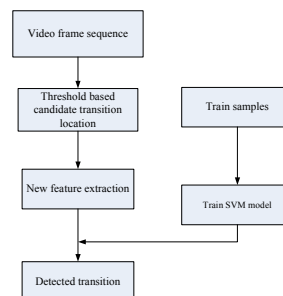 Video frame sequence
Threshold based
candidate transition
location
Train samples
New feature extraction
Train SVM model
Detected transition